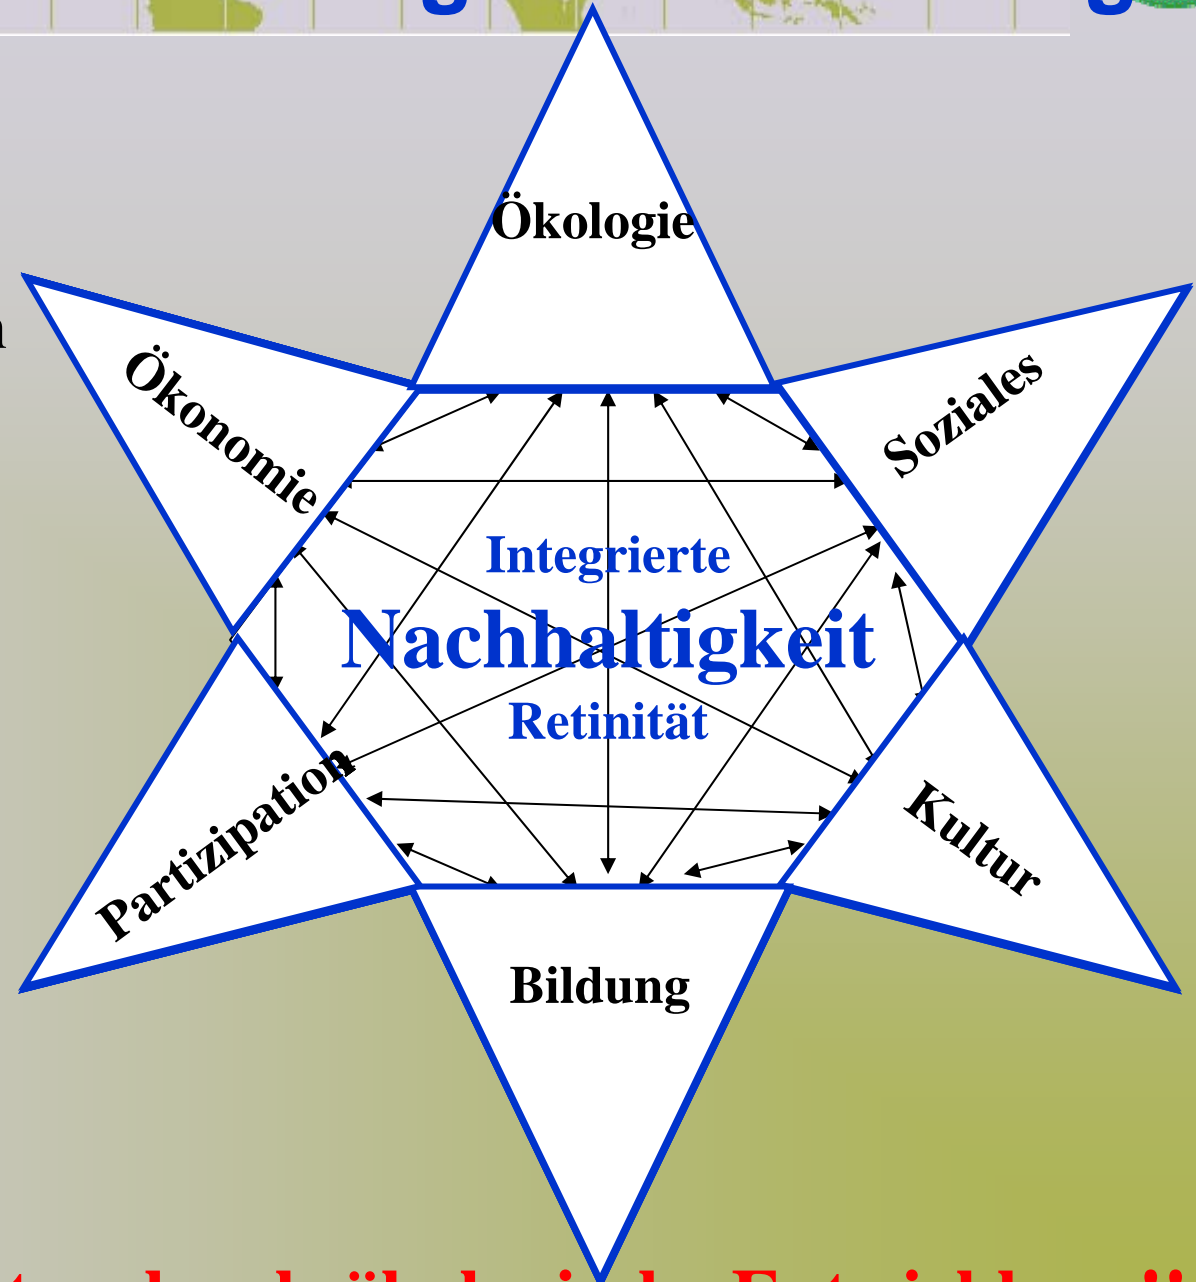 Ökologie
Ökonomie
Soziales
Integrierte
Nachhaltigkeit
Retinität
Partizipation
Kultur
Bildung